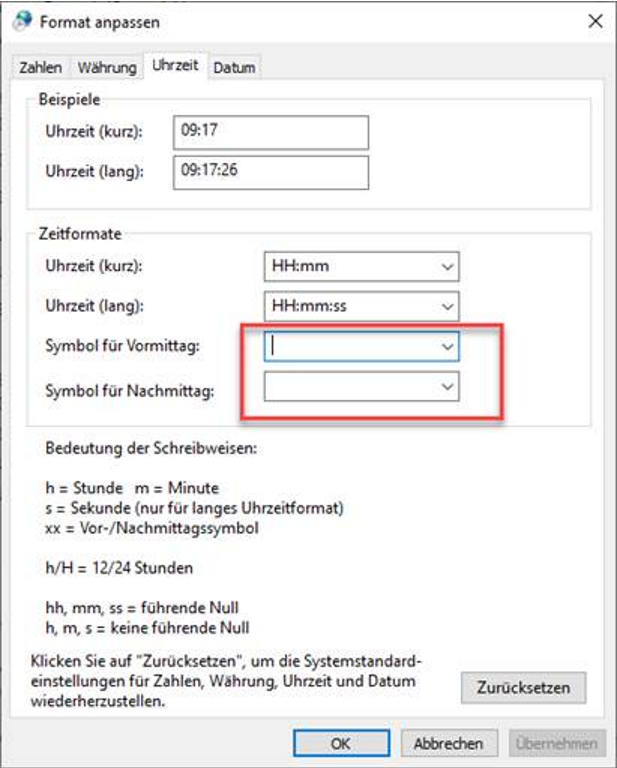 Format anpassen
Zahlen Währung Uhrzeit Datum
Beispiele
Uhrzeit (kurz): 09:17
Uhrzeit (lang): 09:17:26
Zeitformate
Uhrzeit (kurz): HH:mm
Uhrzeit (lang): HH:mm:ss
Symbol für Vormittag:
Symbol für Nachmittag:
Bedeutung der Schreibweisen:
h = Stunde m = Minute
s = Sekunde (nur für langes Uhrzeitformat)
xx = Vor-/Nachmittagssymbol
h/H = 12/24 Stunden
hh, mm, ss = führende Null
h, m, s = keine führende Null
Klicken Sie auf "Zurücksetzen", um die Systemstandard-
einstellungen für Zahlen, Währung, Uhrzeit und Datum
wiederherzustellen.
Zurücksetzen
OK Abbrechen Übernehmen